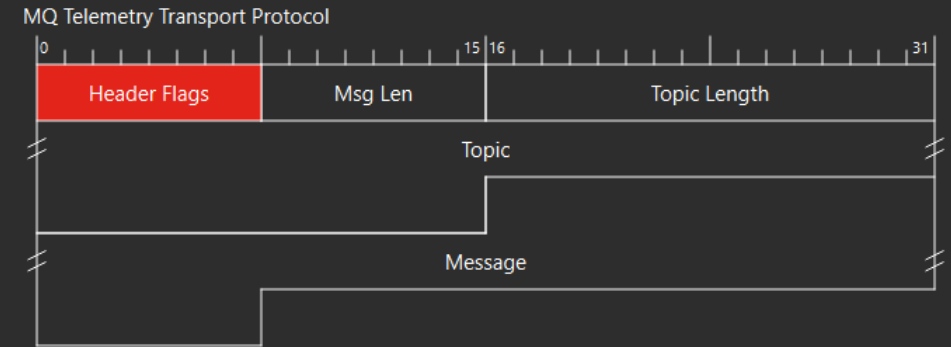 MQ Telemetry Transport Protocol
0 15 16 31
Header Flags Msg Len Topic Length
Topic
Message